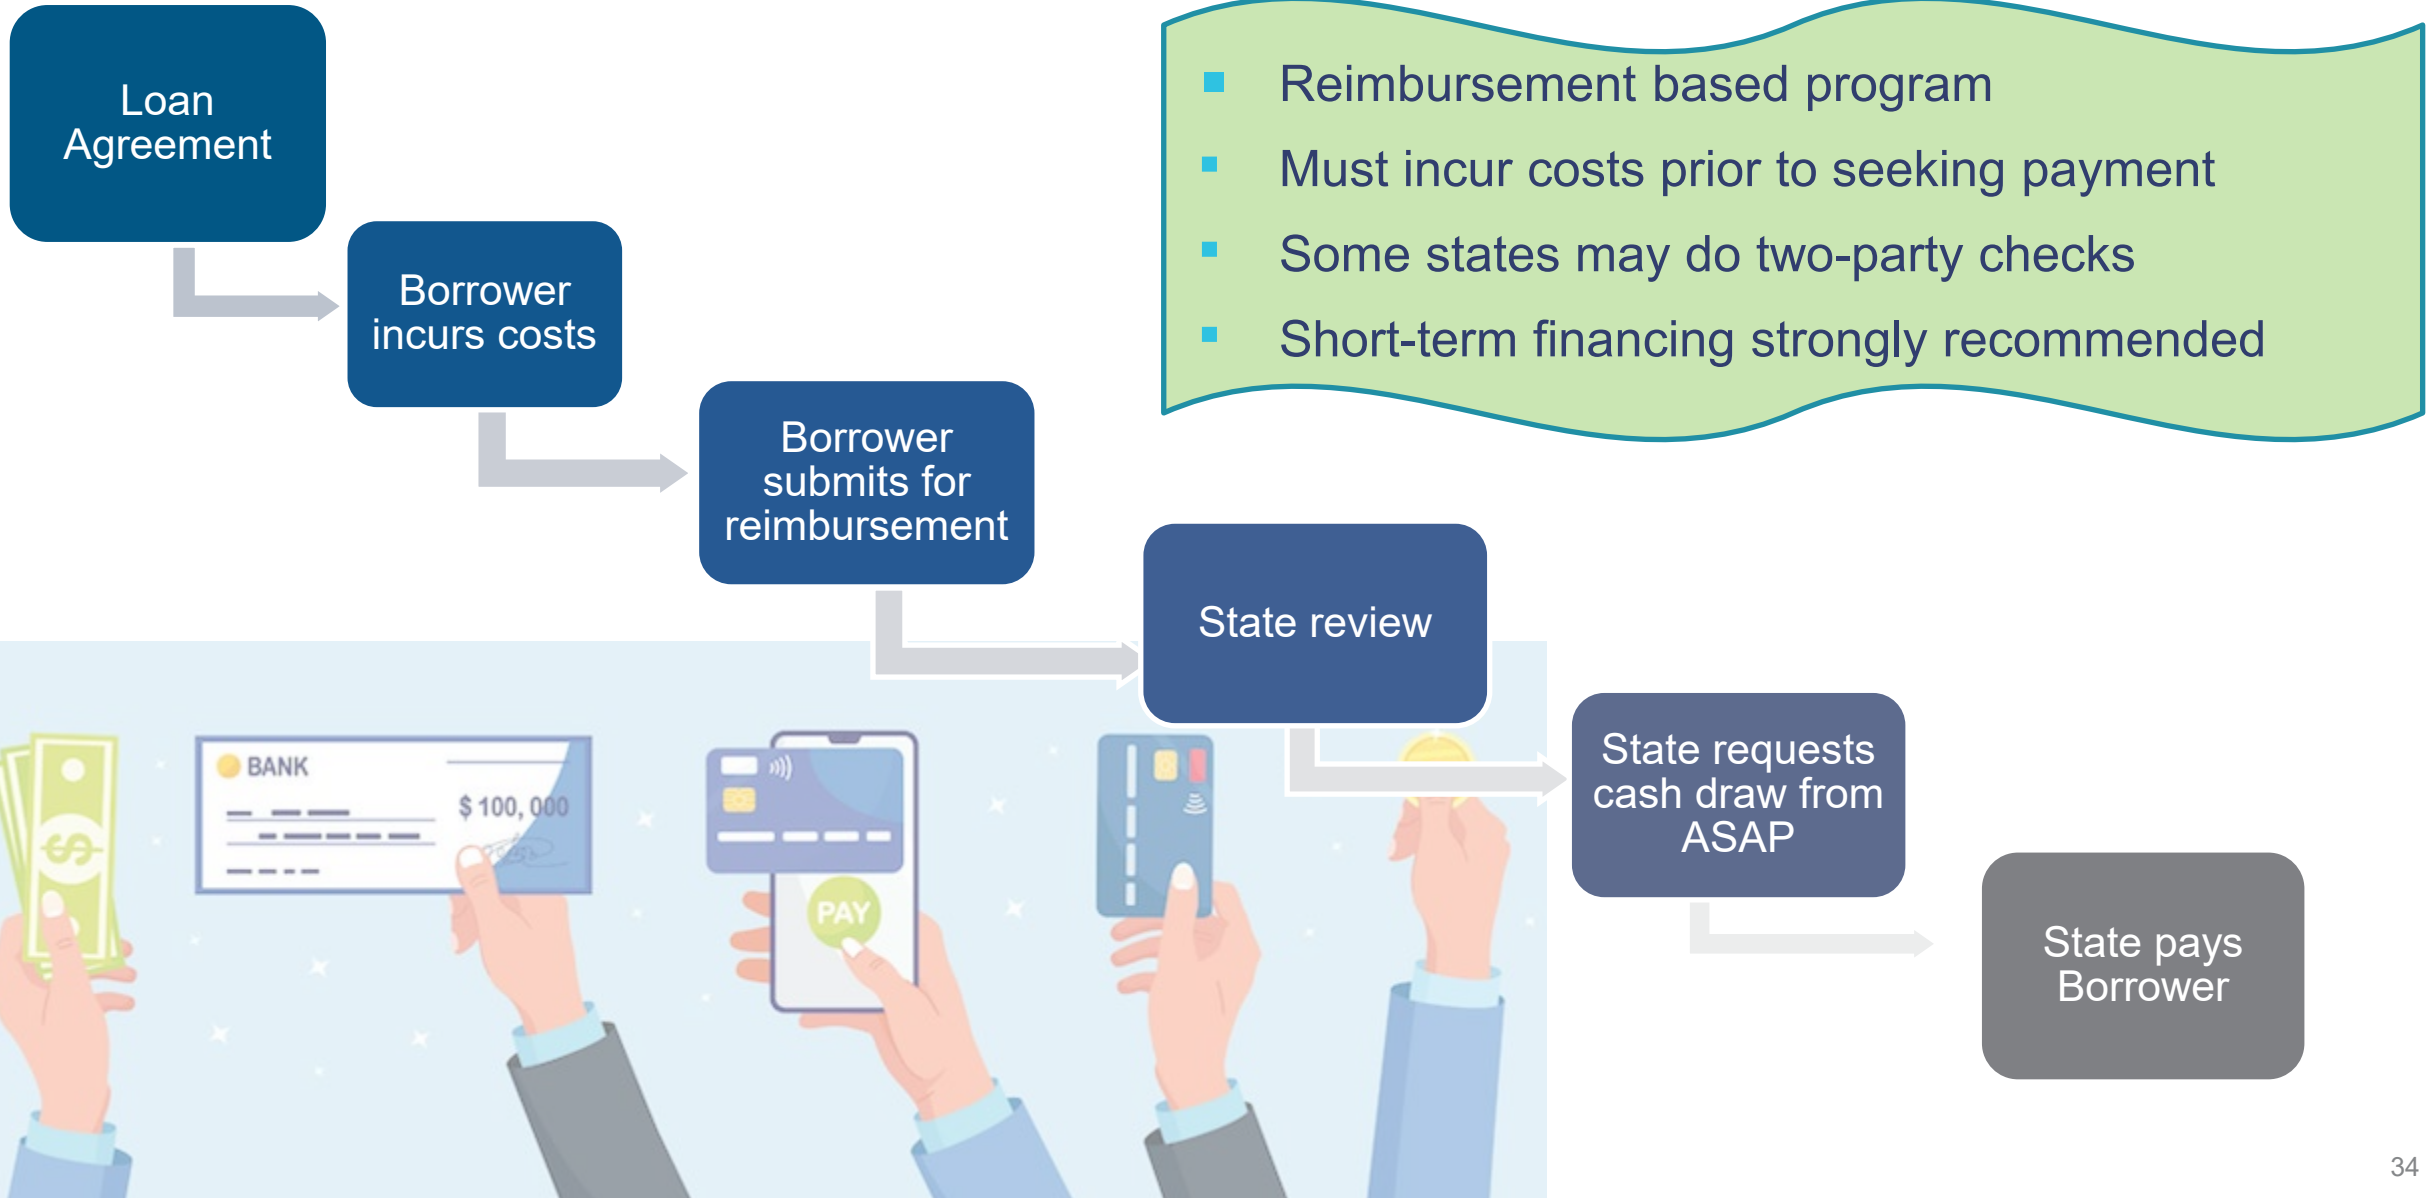 Loan
Agreement
Borrower
incurs costs
Borrower
submits for
reimbursement
State review
State requests
cash draw from
ASAP
State pays
Borrower
▪ Reimbursement based program
▪ Must incur costs prior to seeking payment
▪ Some states may do two-party checks
▪ Short-term financing strongly recommended
BANK
$ 100, 000
$
PAY
34